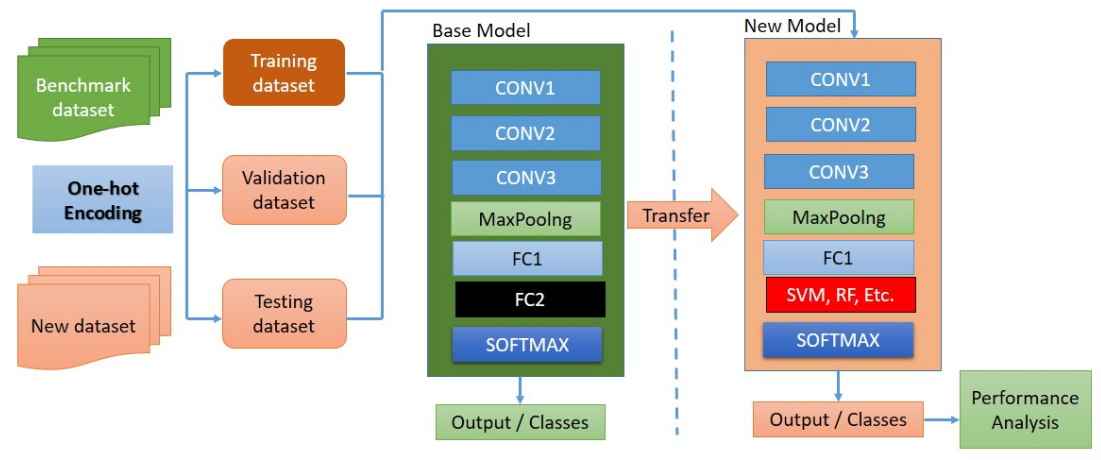 Benchmark
dataset
One-hot
Encoding
New dataset
Training
dataset
Validation
dataset
Testing
dataset
Base Model
CONV1
CONV2
CONV3
MaxPoolng
FC1
FC2
SOFTMAX
Output / Classes
Transfer
New Model
CONV1
CONV2
CONV3
MaxPoolng
FC1
SVM, RF, Etc.
SOFTMAX
Output / Classes
Performance
Analysis